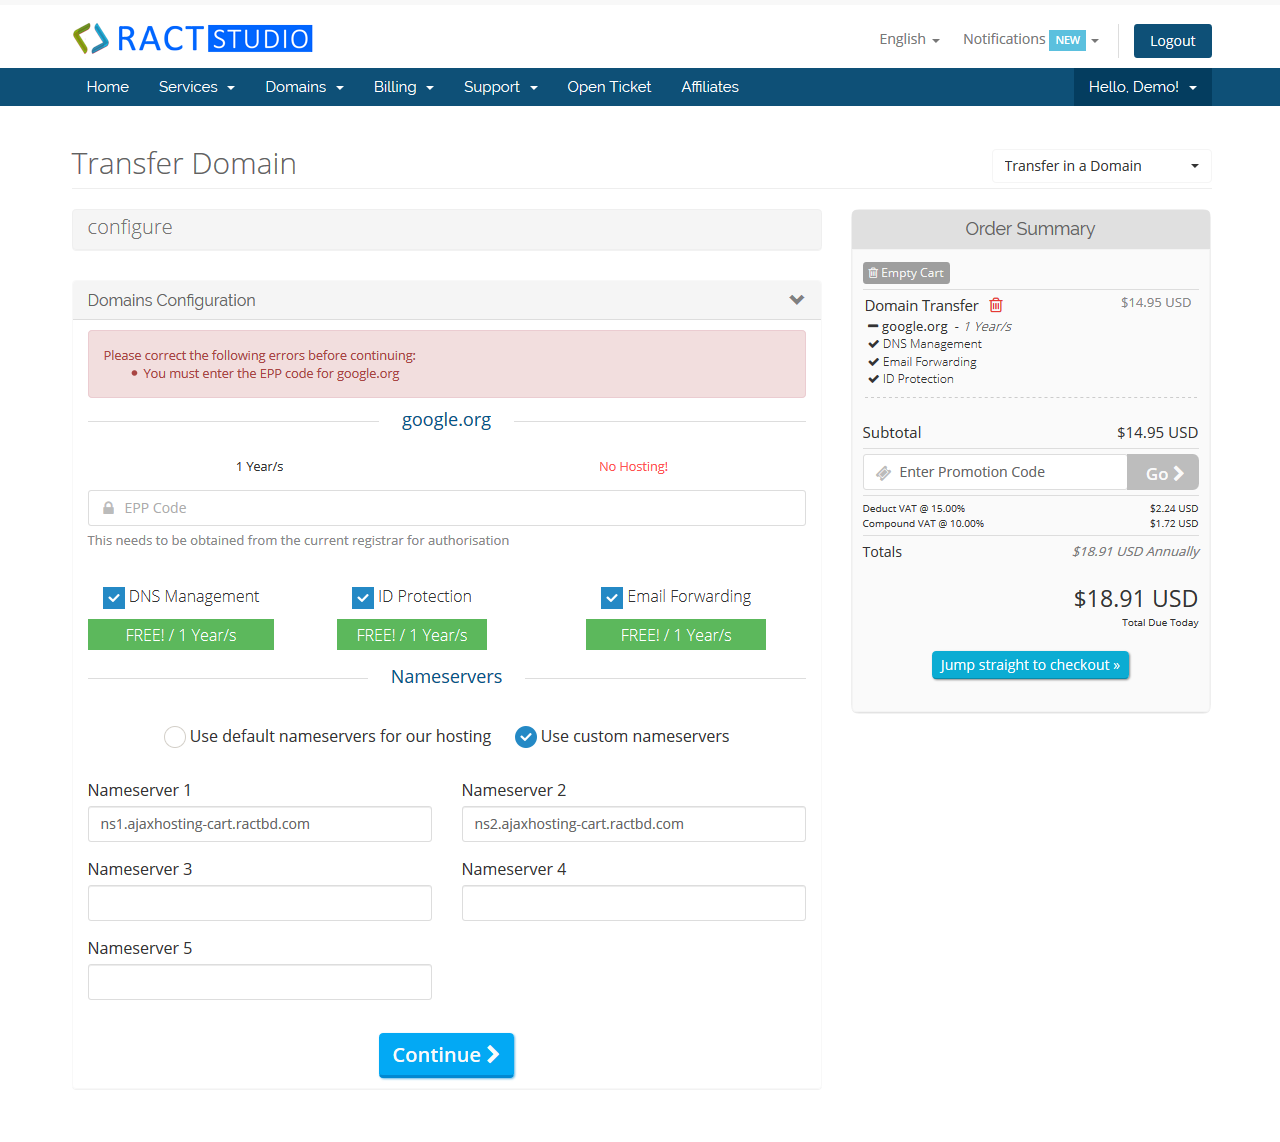 RACT STUDIO
English
Notifications NEW
Logout
Home Services Domains Billing Support Open Ticket Affiliates Hello, Demo!
Transfer Domain
Transfer in a Domain
configure
Domains Configuration
Please correct the following errors before continuing:
You must enter the EPP code for google.org
google.org
1 Year/s No Hosting!
EPP Code
This needs to be obtained from the current registrar for authorisation
DNS Management ID Protection Email Forwarding
FREE! / 1 Year/s FREE! / 1 Year/s FREE! / 1 Year/s
Nameservers
Use default nameservers for our hosting Use custom nameservers
Nameserver 1 Nameserver 2
ns1.ajaxhosting-cart.ractbd.com ns2.ajaxhosting-cart.ractbd.com
Nameserver 3 Nameserver 4
Nameserver 5
Continue
Order Summary
Empty Cart
Domain Transfer $14.95 USD
google.org - 1 Year/s
DNS Management
Email Forwarding
ID Protection
Subtotal $14.95 USD
Enter Promotion Code Go
Deduct VAT @ 15.00% $2.24 USD
Compound VAT @ 10.00% $1.72 USD
Totals $18.91 USD Annually
$18.91 USD
Total Due Today
Jump straight to checkout »